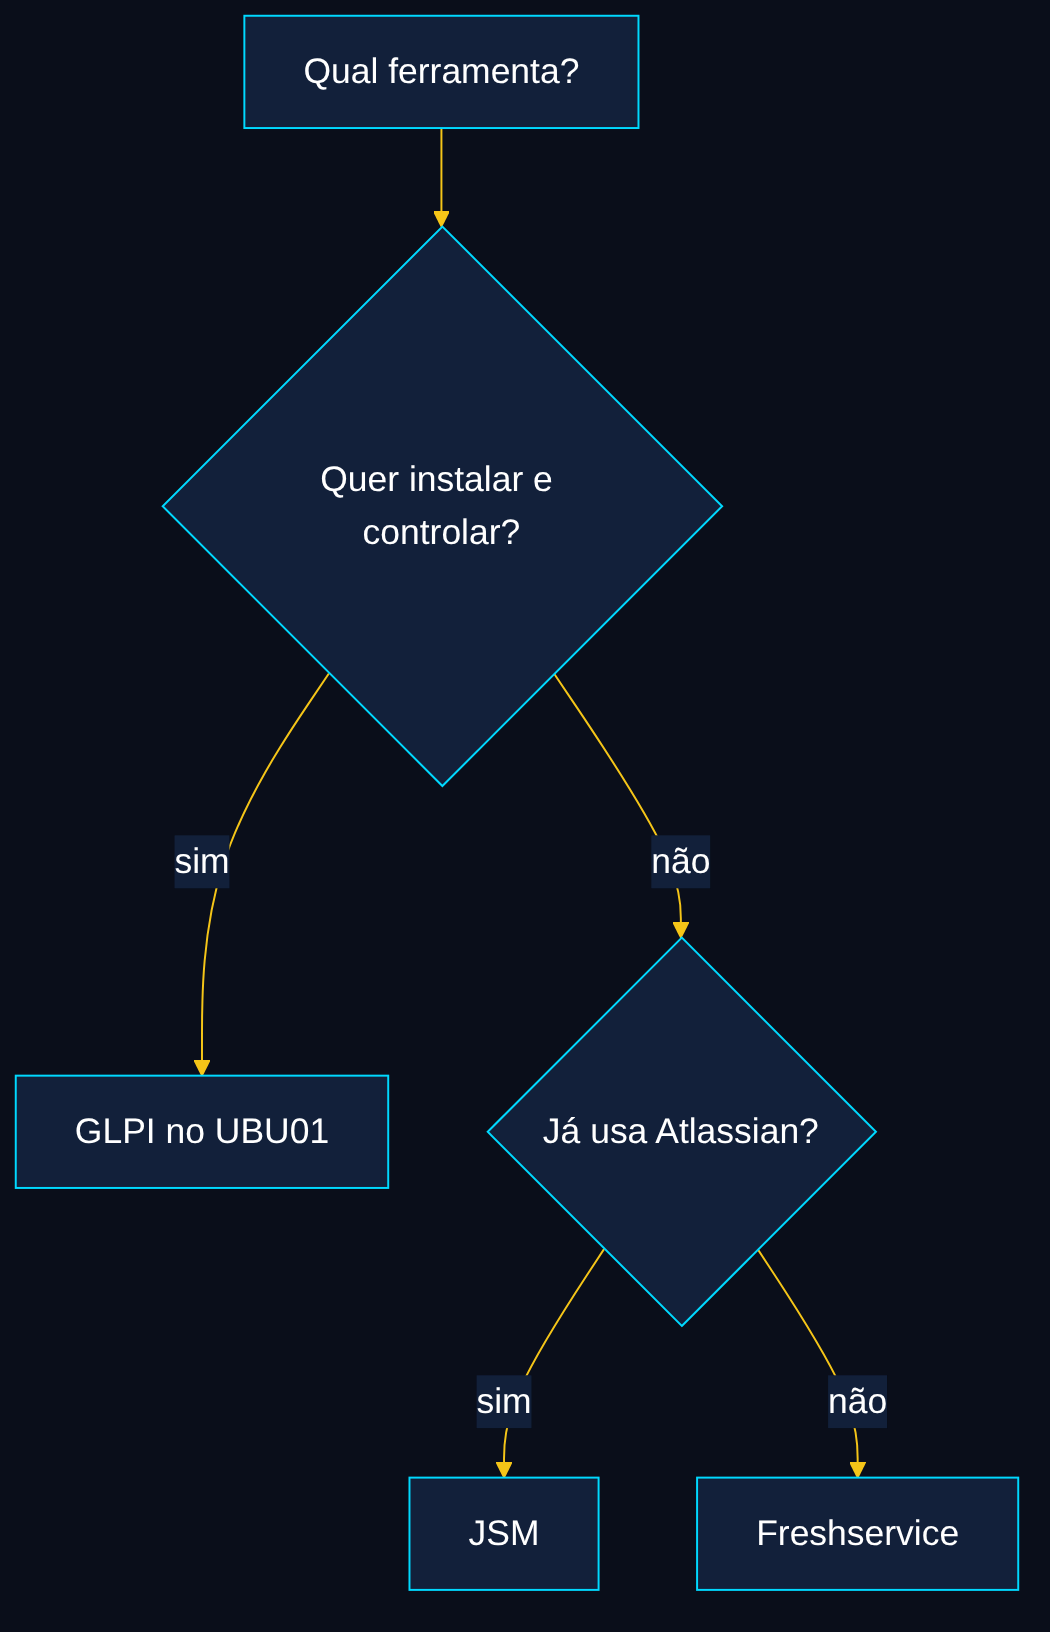 Qual ferramenta?
Quer instalar e
controlar?
sim
não
GLPI no UBU01
Já usa Atlassian?
sim
não
JSM
Freshservice